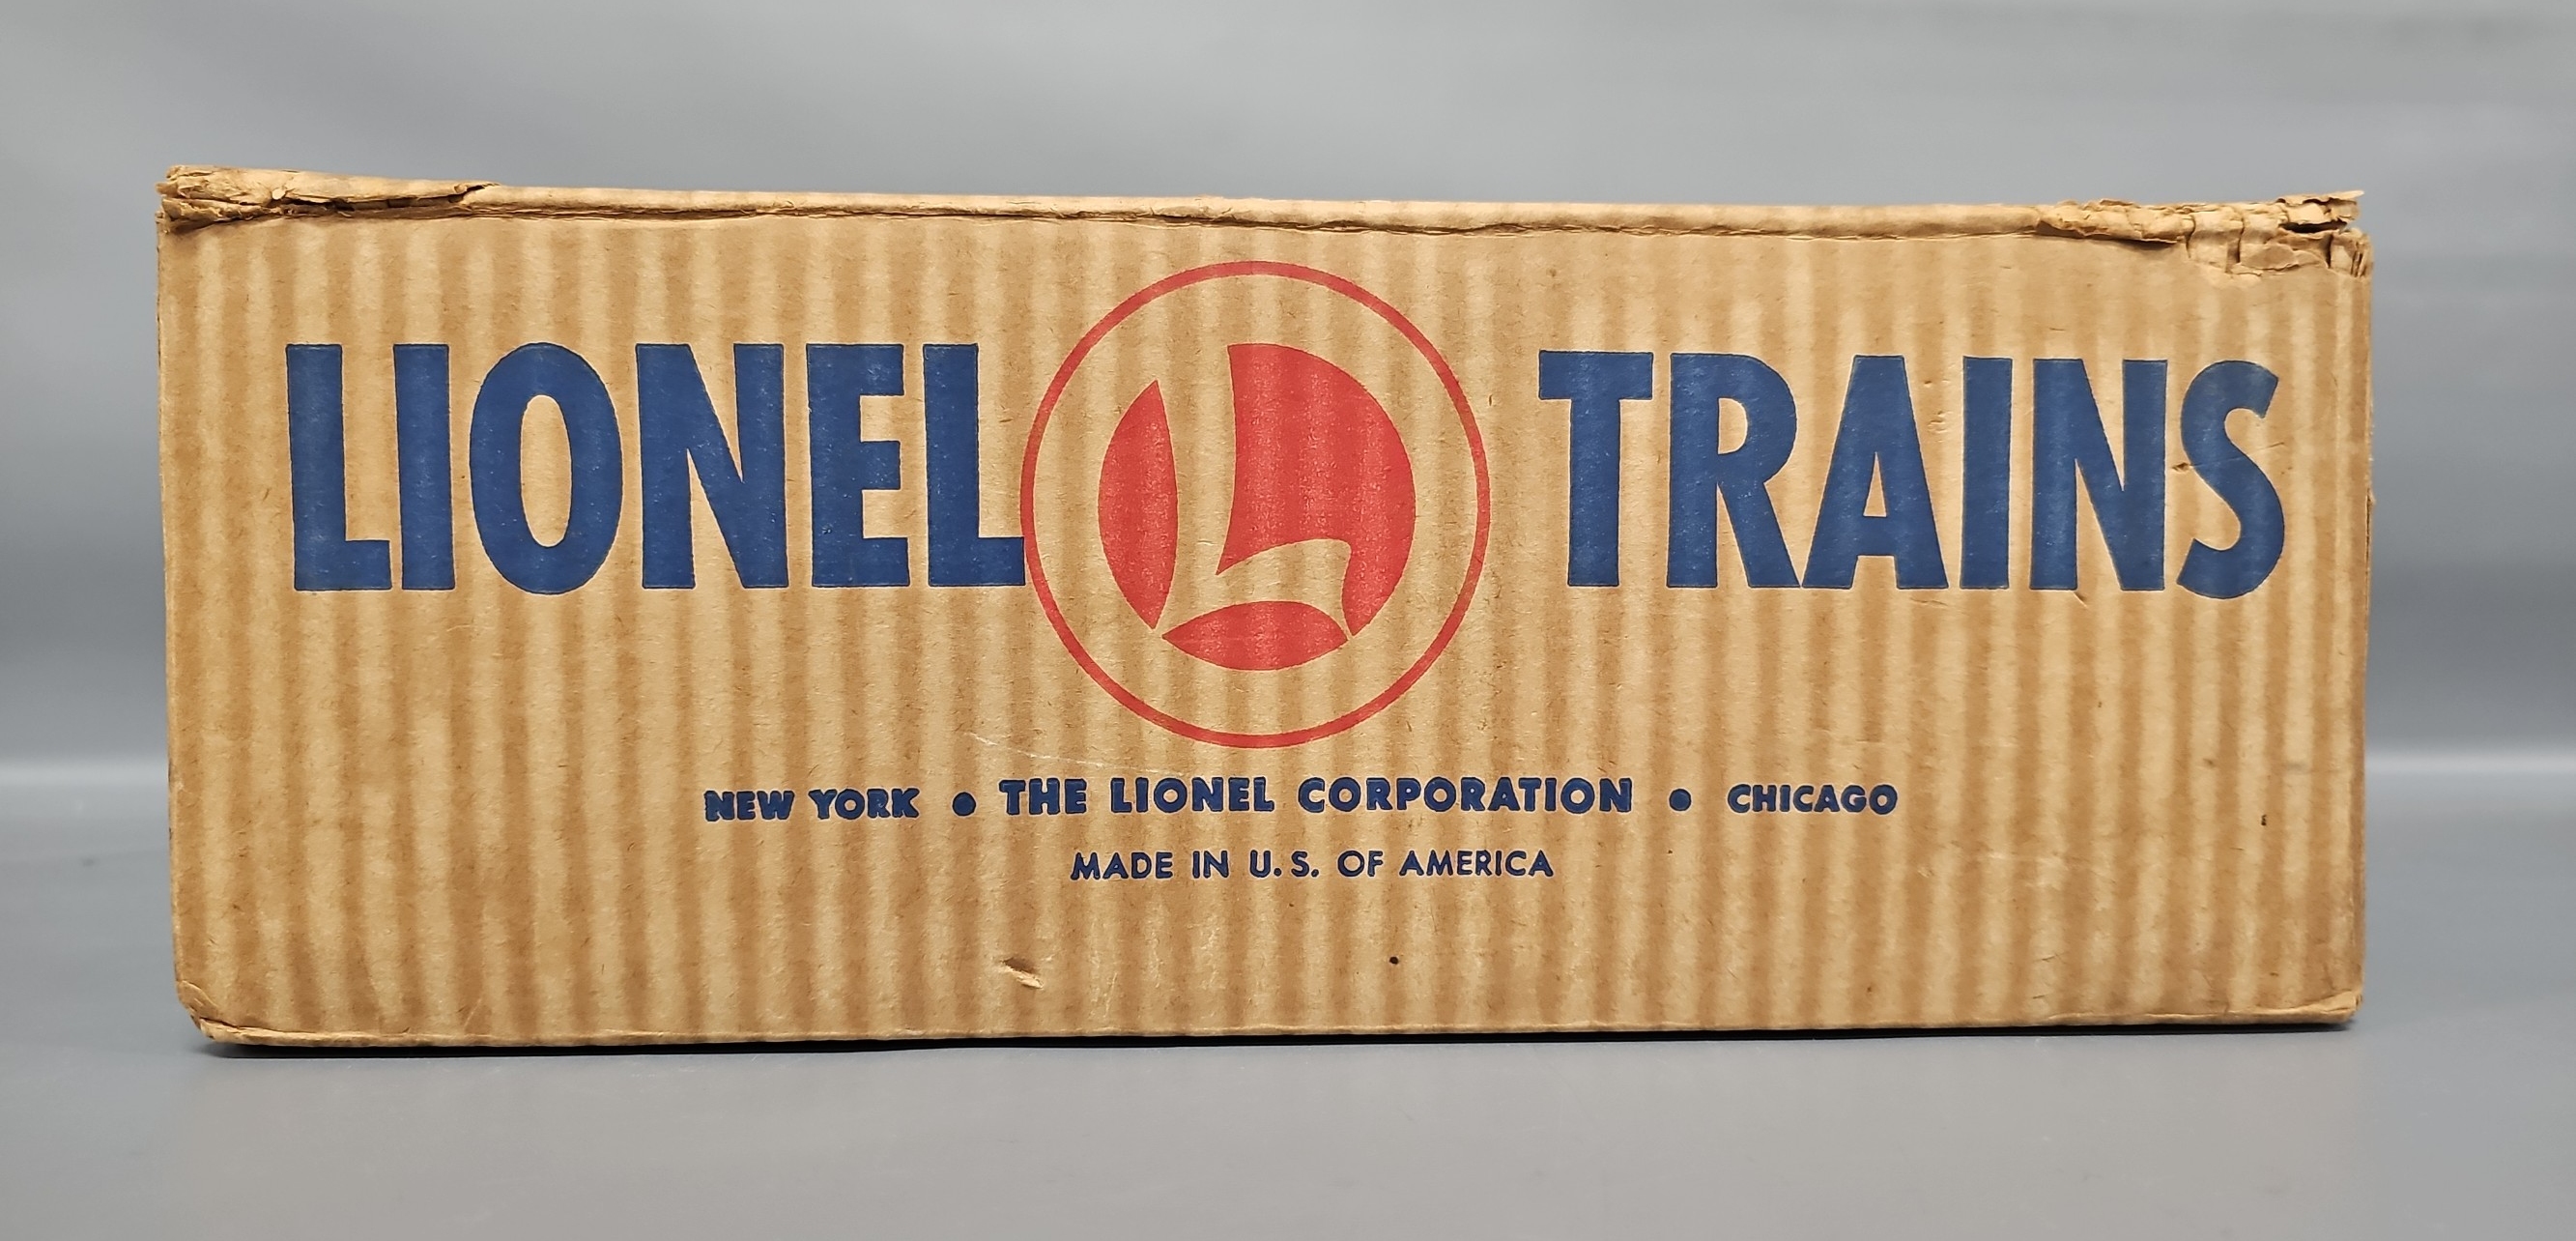 LIONEL L TRAINS
NEW YORK • THE LIONEL CORPORATION • CHICAGO
MADE IN U.S. OF AMERICA